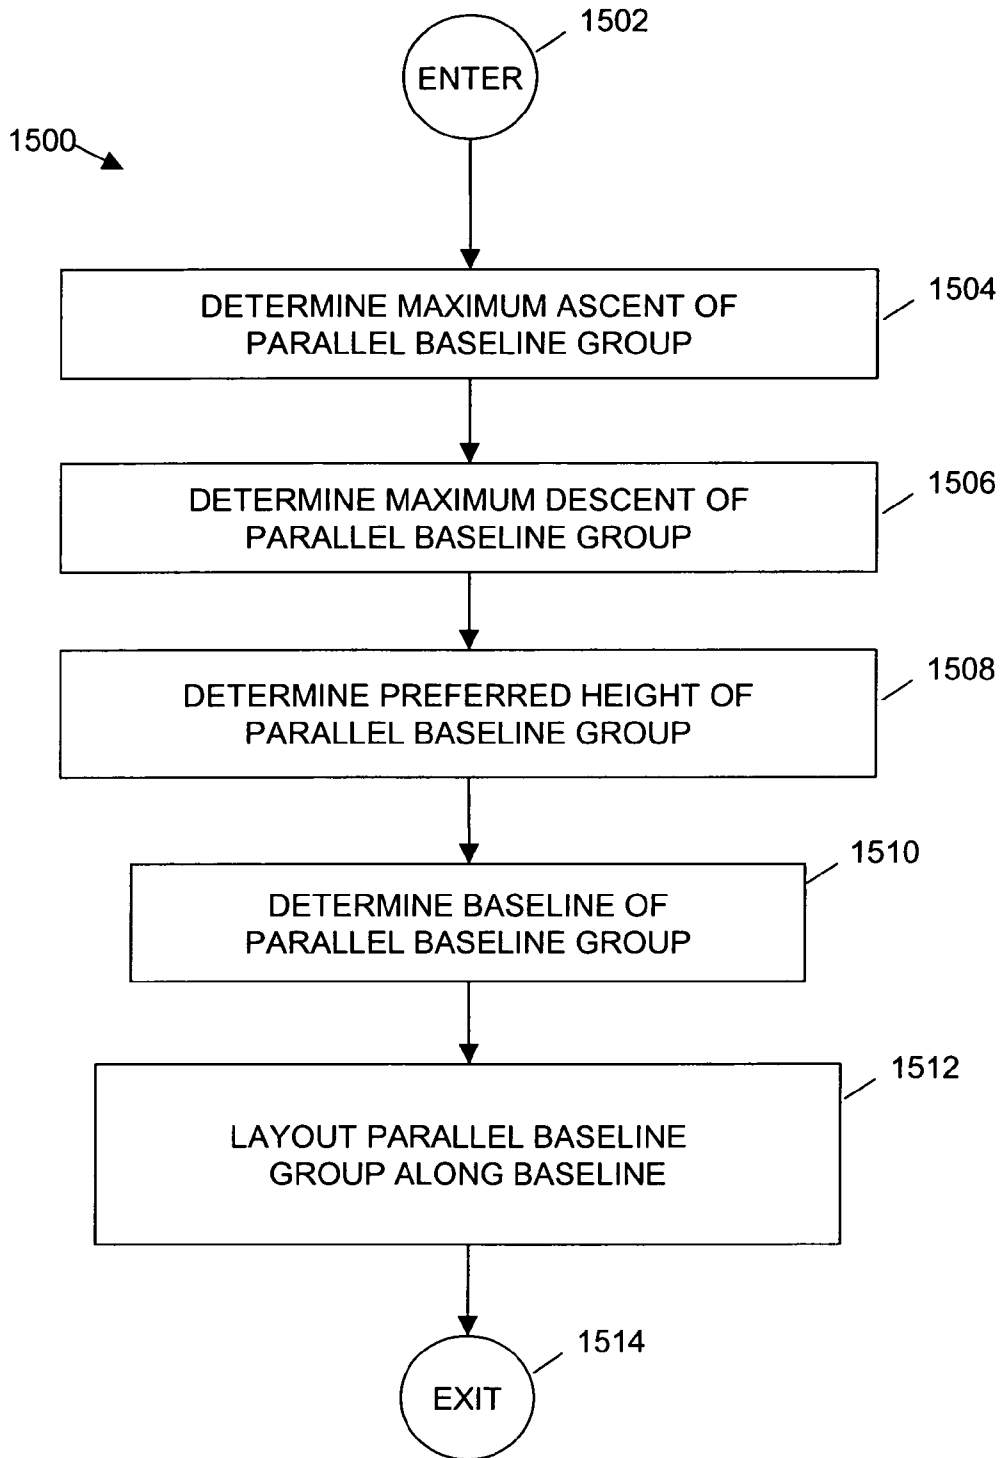 1502
ENTER
1500
1504
DETERMINE MAXIMUM ASCENT OF
PARALLEL BASELINE GROUP
1506
DETERMINE MAXIMUM DESCENT OF
PARALLEL BASELINE GROUP
1508
DETERMINE PREFERRED HEIGHT OF
PARALLEL BASELINE GROUP
1510
DETERMINE BASELINE OF
PARALLEL BASELINE GROUP
1512
LAYOUT PARALLEL BASELINE
GROUP ALONG BASELINE
1514
EXIT